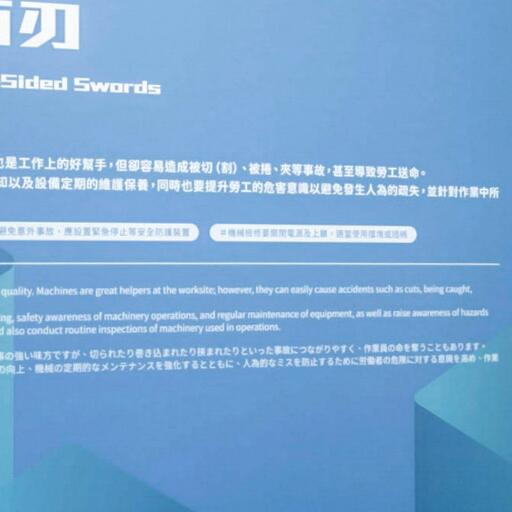 刃
Sided Swords
是工作上的好幫手，但卻容易造成被切（割）、被捲、夾等事故，甚至導致勞工送命。
知以及設備定期的維護保養，同時也要提升勞工的危害意識以避免發生人為的疏失，並針對作業中所
避免意外事故，應設置緊急停止等安全防護裝置
#機械檢修要關閉電源及上鎖，適當使用擋塊或插梢
quality. Machines are great helpers at the worksite; however, they can easily cause accidents such as cuts, being caught,
ing, safety awareness of machinery operations, and regular maintenance of equipment, as well as raise awareness of hazards
d also conduct routine inspections of machinery used in operations.
事の強い味方ですが、切られたり巻き込まれたり挟まれたりといった事故につながりやすく、作業員の命を奪うこともあります。
の向上、機械の定期的なメンテナンスを強化するとともに、人為的なミスを防止するために労働者の危険に対する意識を高め、作業